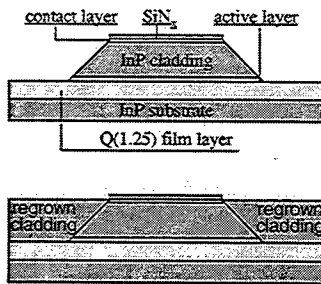 contact layer SiNx active layer
InP cladding
InP substrate
Q(1.25) film layer
regrown cladding
regrown cladding